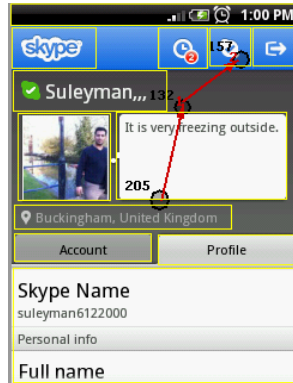 1:00 PM
skype
2
157
Suleyman,,,
132
It is very freezing outside.
205
Buckingham, United Kingdom
Account
Profile
Skype Name
suleyman6122000
Personal info
Full name